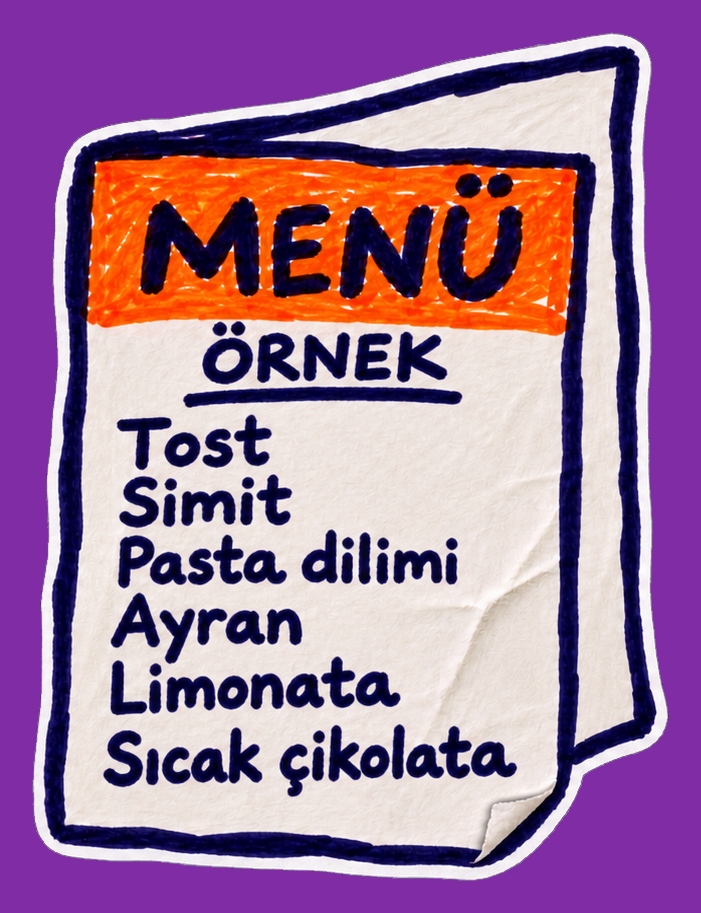 MENÜ
ÖRNEK
Tost
Simit
Pasta dilimi
Ayran
Limonata
Sıcak çikolata